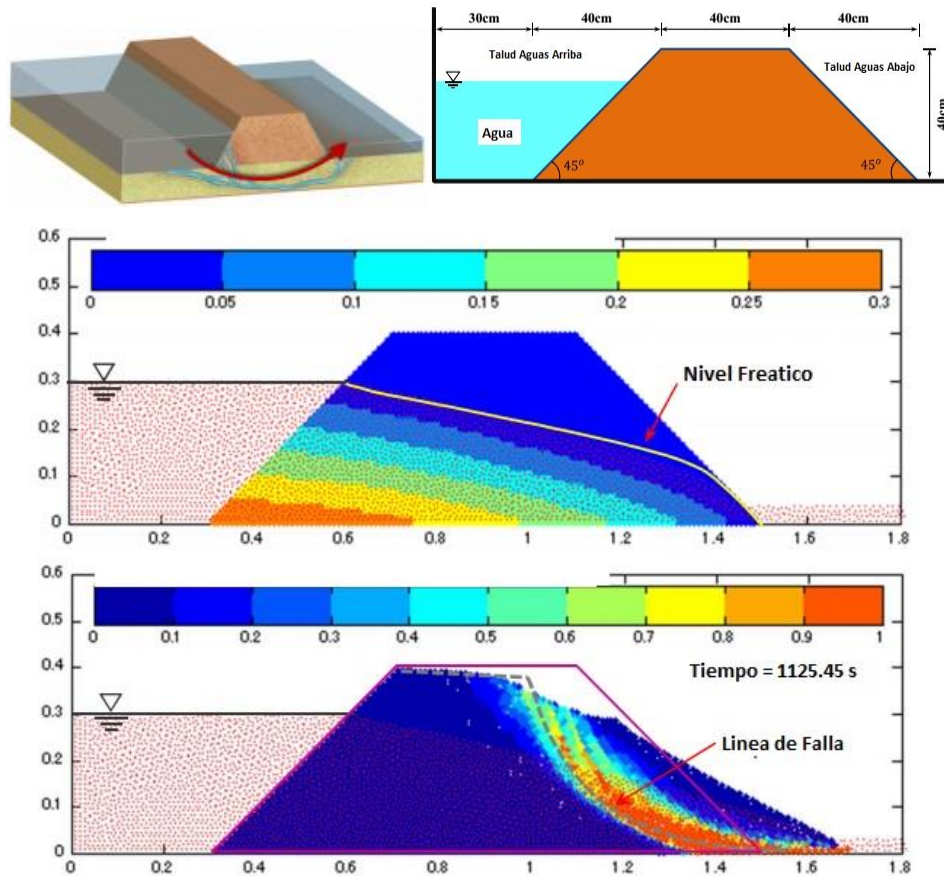 30cm 40cm 40cm 40cm
Talud Aguas Arriba
Talud Aguas Abajo
Agua
45°
45°
40cm
0.6
0.5
0.4
0.3
0.2
0.1
0
0 0.05 0.1 0.15 0.2 0.25 0.3
Nivel Freatico
0 0.2 0.4 0.6 0.8 1 1.2 1.4 1.6 1.8
0.6
0.5
0.4
0.3
0.2
0.1
0
0 0.1 0.2 0.3 0.4 0.5 0.6 0.7 0.8 0.9 1
Tiempo = 1125.45 s
Linea de Falla
0 0.2 0.4 0.6 0.8 1 1.2 1.4 1.6 1.8